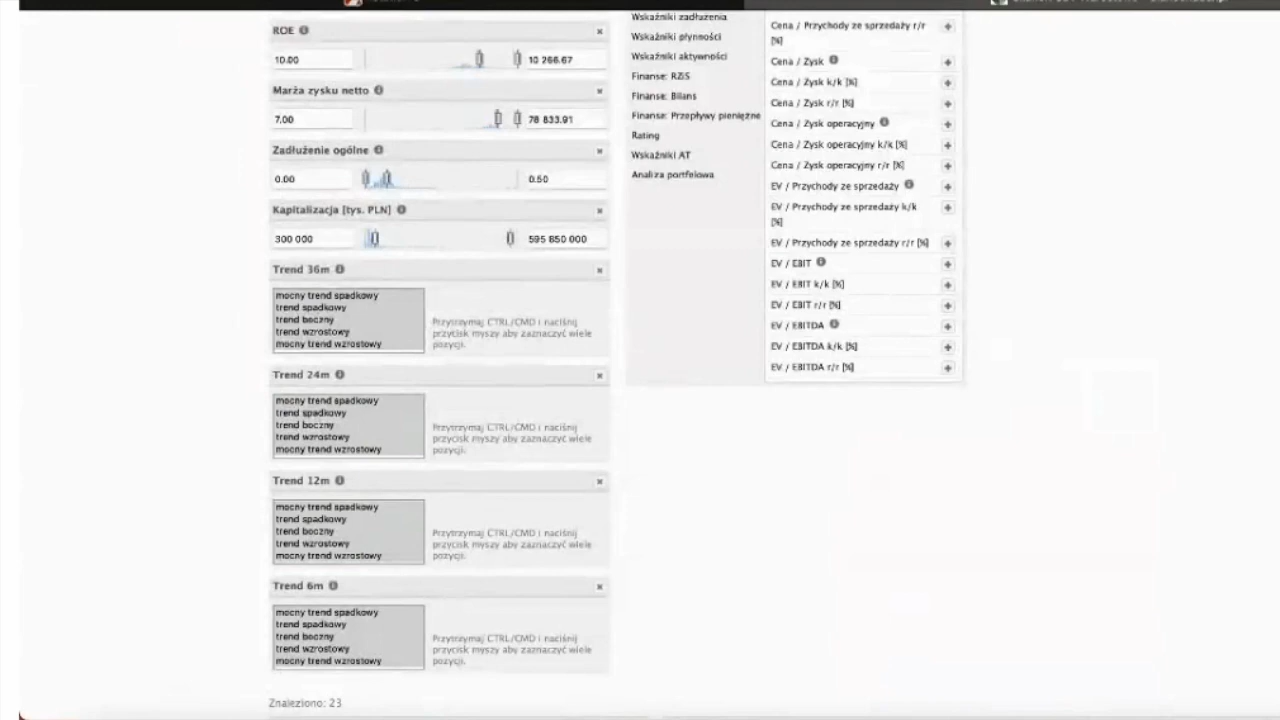 ROE
10.00
10 266.67
Marża zysku netto
7.00
78 833.91
Zadłużenie ogólne
0.00
0.50
Kapitalizacja [tys. PLN]
300 000
595 850 000
Trend 36m
mocny trend spadkowy
trend spadkowy
trend boczny
trend wzrostowy
mocny trend wzrostowy
Przytrzymaj CTRL/CMD i naciśnij
przycisk myszy aby zaznaczyć wiele
pozycji.
Trend 24m
mocny trend spadkowy
trend spadkowy
trend boczny
trend wzrostowy
mocny trend wzrostowy
Przytrzymaj CTRL/CMD i naciśnij
przycisk myszy aby zaznaczyć wiele
pozycji.
Trend 12m
mocny trend spadkowy
trend spadkowy
trend boczny
trend wzrostowy
mocny trend wzrostowy
Przytrzymaj CTRL/CMD i naciśnij
przycisk myszy aby zaznaczyć wiele
pozycji.
Trend 6m
mocny trend spadkowy
trend spadkowy
trend boczny
trend wzrostowy
mocny trend wzrostowy
Przytrzymaj CTRL/CMD i naciśnij
przycisk myszy aby zaznaczyć wiele
pozycji.
Znaleziono: 23
Wskaźniki zadłużenia
Wskaźniki płynności
Wskaźniki aktywności
Finanse: RZiS
Finanse: Bilans
Finanse: Przepływy pieniężne
Rating
Wskaźniki AT
Analiza portfelowa
Cena / Przychody ze sprzedaży r/r
[%]
Cena / Zysk
Cena / Zysk k/k [%]
Cena / Zysk r/r [%]
Cena / Zysk operacyjny
Cena / Zysk operacyjny k/k [%]
Cena / Zysk operacyjny r/r [%]
EV / Przychody ze sprzedaży
EV / Przychody ze sprzedaży k/k
[%]
EV / Przychody ze sprzedaży r/r [%]
EV / EBIT
EV / EBIT k/k [%]
EV / EBIT r/r [%]
EV / EBITDA
EV / EBITDA k/k [%]
EV / EBITDA r/r [%]